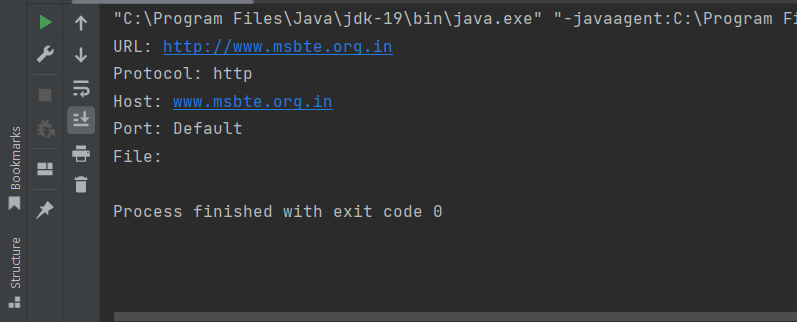 "C:\Program Files\Java\jdk-19\bin\java.exe" "-javaagent:C:\Program
URL: http://www.msbte.org.in
Protocol: http
Host: www.msbte.org.in
Port: Default
File:
Process finished with exit code 0
Bookmarks
Structure